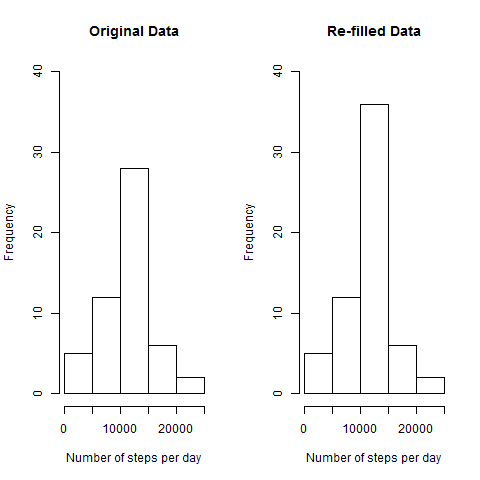 Original Data
Frequency
40
30
20
10
0
0 10000 20000
Number of steps per day
Re-filled Data
Frequency
40
30
20
10
0
0 10000 20000
Number of steps per day